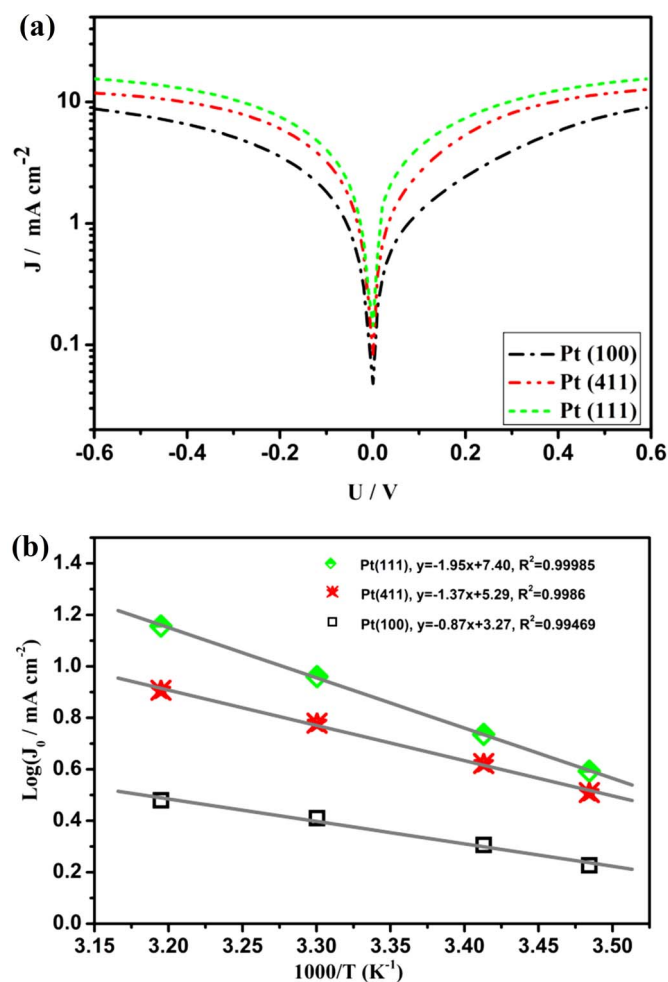 (a)
J / mA cm-2
10
1
0.1
Pt (100)
Pt (411)
Pt (111)
-0.6 -0.4 -0.2 0.0 0.2 0.4 0.6
U / V
(b)
Log(J0 / mA cm-2)
1.4
1.2
1.0
0.8
0.6
0.4
0.2
0.0
Pt(111), y=-1.95x+7.40, R2=0.99985
Pt(411), y=-1.37x+5.29, R2=0.9986
Pt(100), y=-0.87x+3.27, R2=0.99469
3.15 3.20 3.25 3.30 3.35 3.40 3.45 3.50
1000/T (K-1)